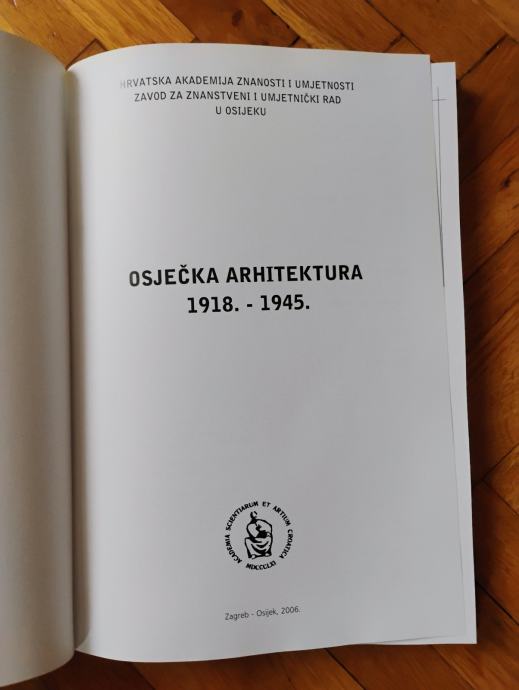 HRVATSKA AKADEMIJA ZNANOSTI I UMJETNOSTI
ZAVOD ZA ZNANSTVENI I UMJETNIČKI RAD
U OSIJEKU
OSJEČKA ARHITEKTURA
1918. - 1945.
ACADEMIA SCIENTIARUM ET ARTIUM CROATICA
MDCCCLXI
Zagreb - Osijek, 2006.